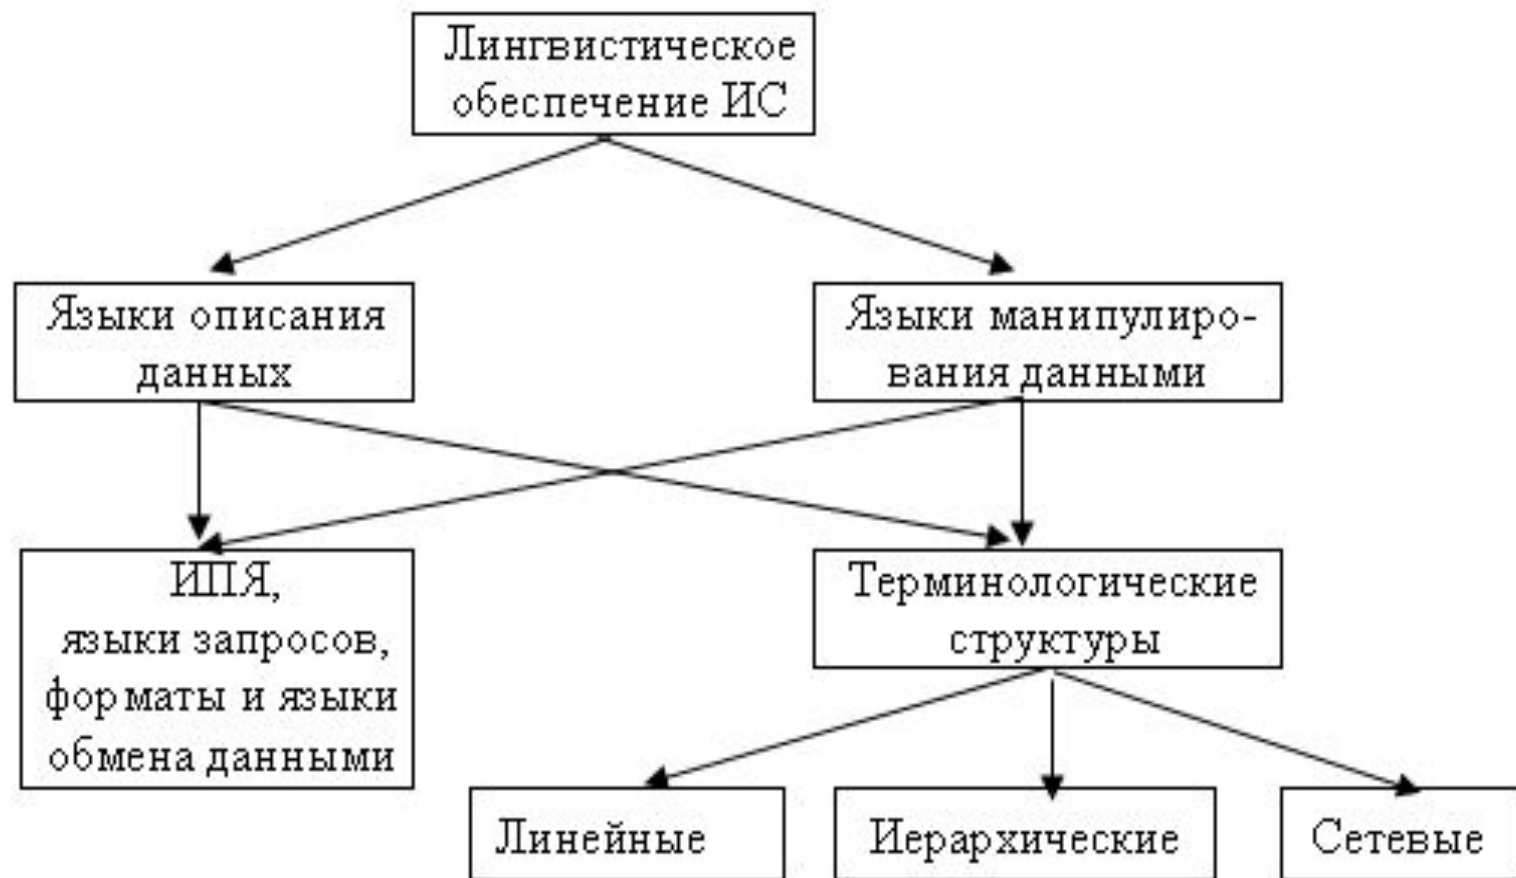 Лингвистическое
обеспечение ИС
Языки описания
данных
Языки манипулиро-
вания данными
ИПЯ,
языки запросов,
форматы и языки
обмена данными
Терминологические
структуры
Линейные
Иерархические
Сетевые